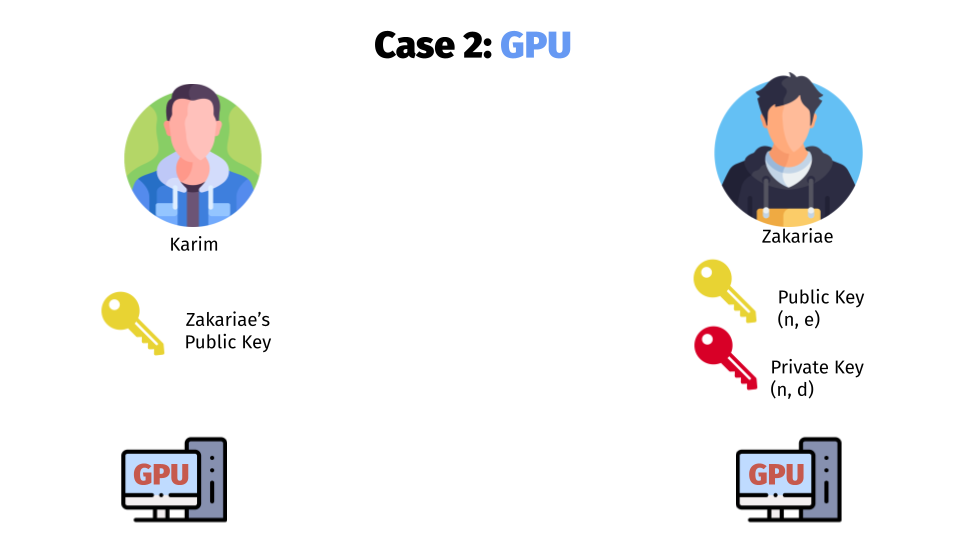 Case 2: GPU
Karim
Zakariae
Zakariae's
Public Key
Public Key
(n, e)
Private Key
(n, d)
GPU
GPU